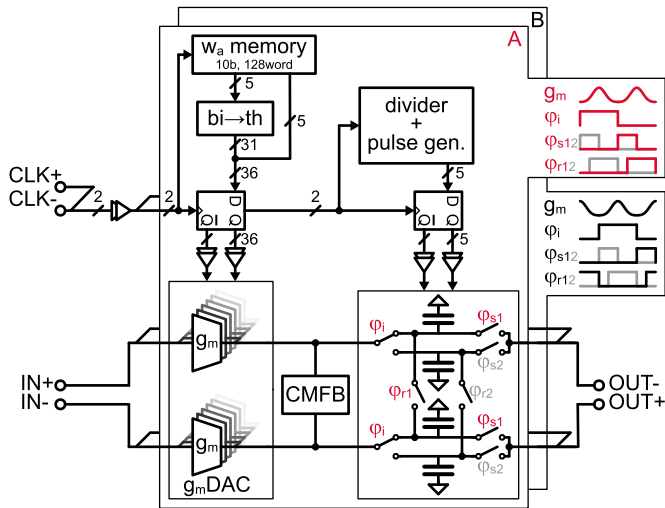 B
A
wa memory
10b, 128word
5
bi→th
5
31
36
divider
+
pulse gen.
5
gm
φi
φs12
φr12
CLK+
CLK-
2
2
2
D
Q
Q
D
Q
Q
36
5
gm
φi
φs12
φr12
gm
φi
φs1
φs2
IN+
IN-
CMFB
φr1
φr2
OUT-
OUT+
gm
φi
φs1
φs2
gmDAC